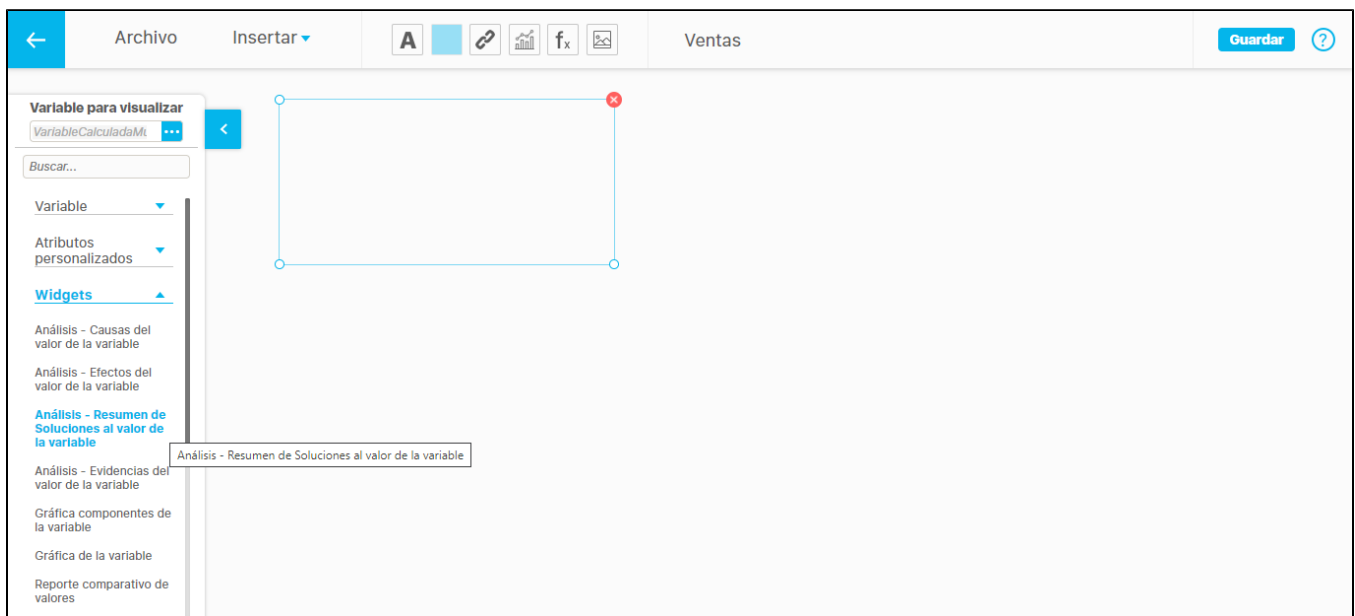 Archivo
Insertar
A
fx
Ventas
Guardar
?
Variable para visualizar
VariableCalculadaMu
...
Buscar...
Variable
Atributos
personalizados
Widgets
Análisis - Causas del
valor de la variable
Análisis - Efectos del
valor de la variable
Análisis - Resumen de
Soluciones al valor de
la variable
Análisis - Resumen de Soluciones al valor de la variable
Análisis - Evidencias del
valor de la variable
Gráfica componentes de
la variable
Gráfica de la variable
Reporte comparativo de
valores